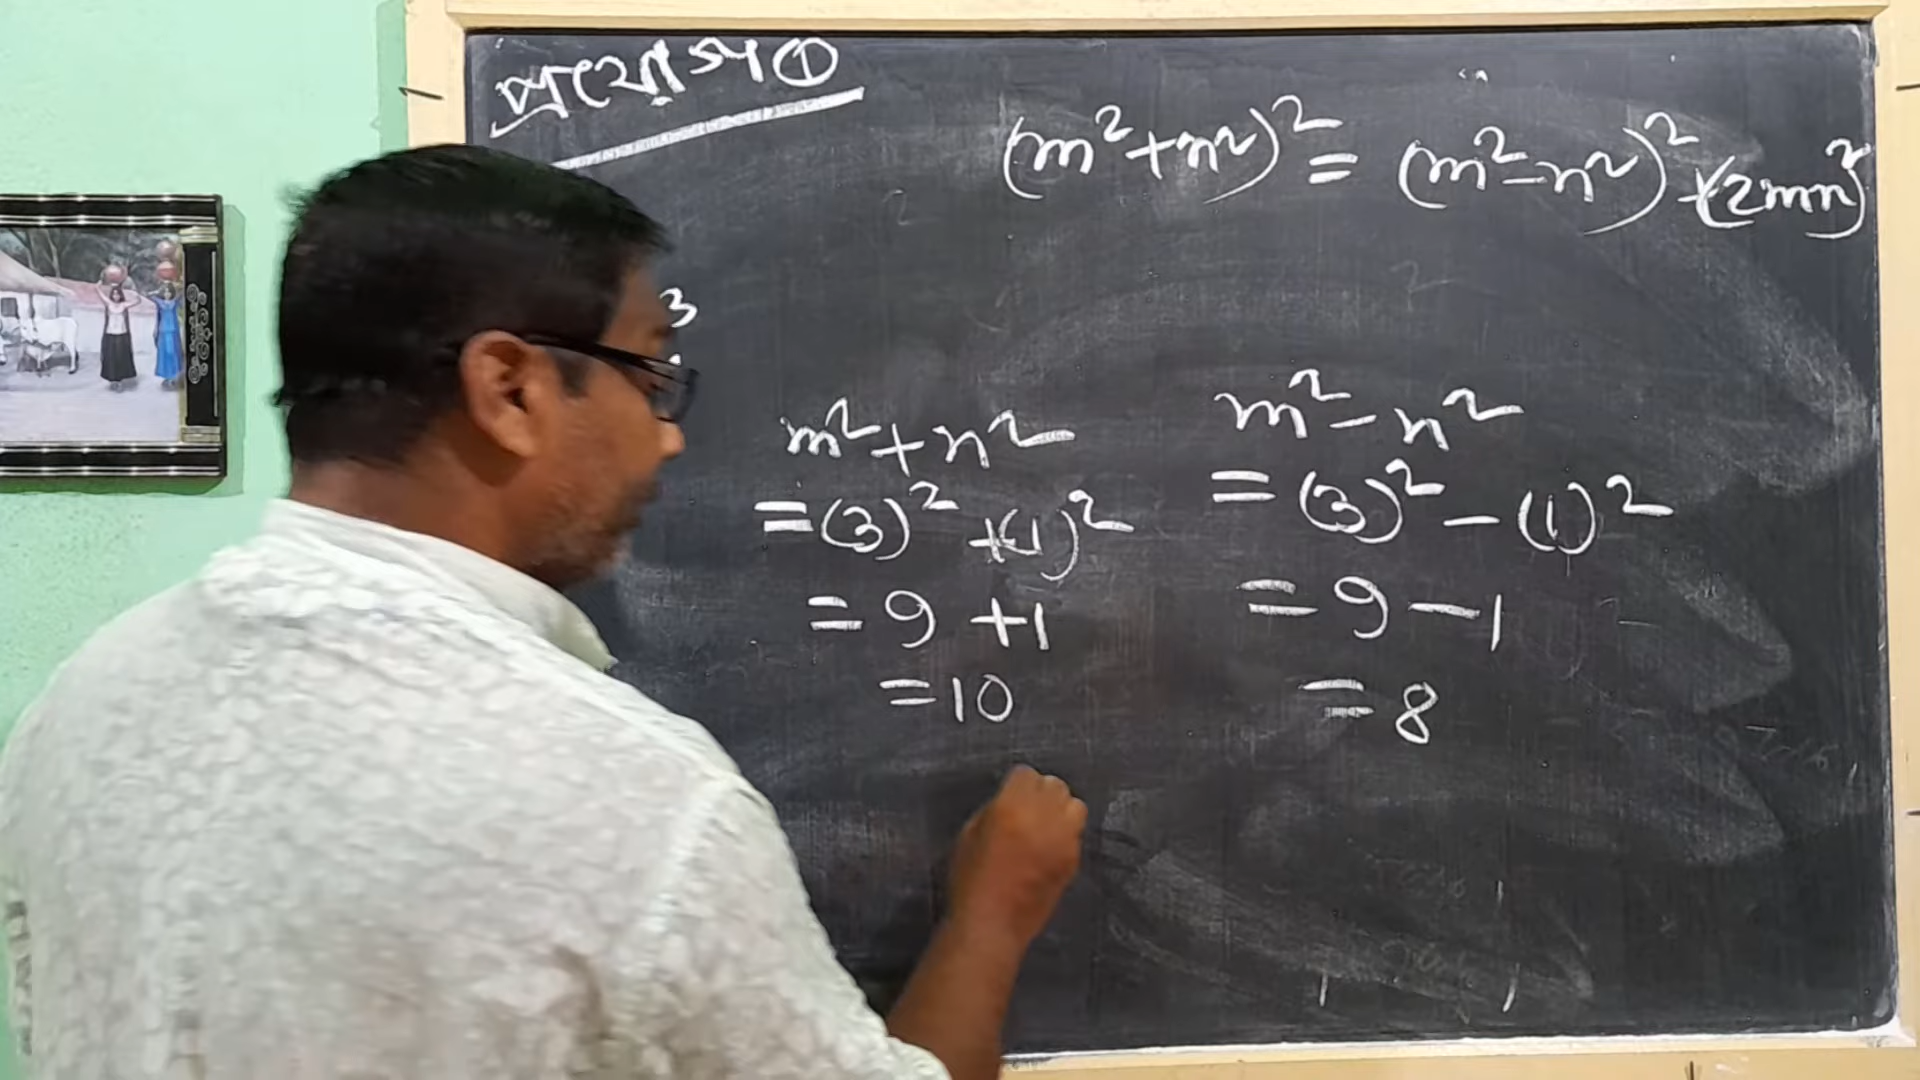 প্রয়োগ ①
(m²+n²)² = (m²-n²)²+(2mn)²
3
m²+n²
=(3)²+(1)²
=9+1
=10
m²-n²
=(3)²-(1)²
=9-1
=8